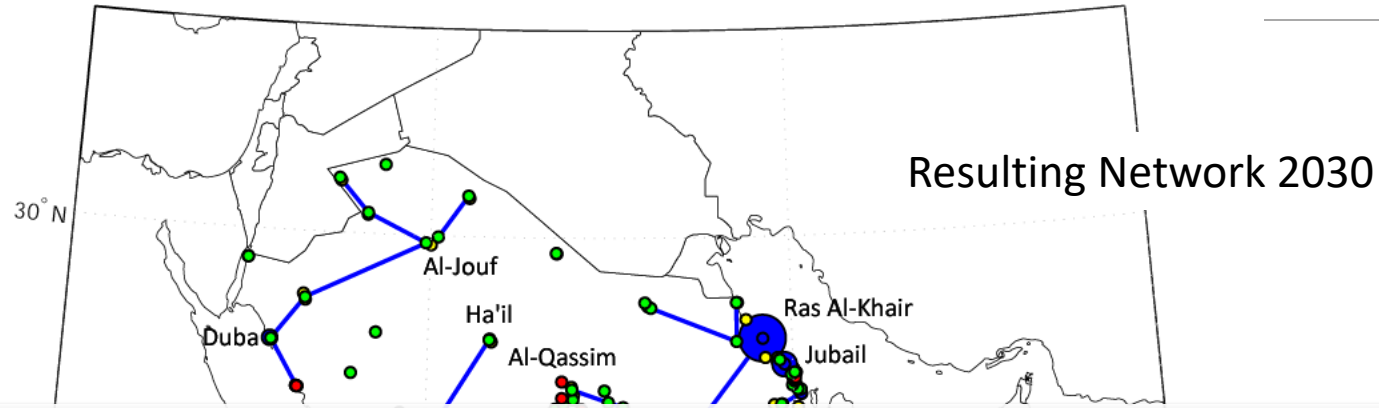 Resulting Network 2030
30°N
Al-Jouf
Ha'il
Ras Al-Khair
Duba
Jubail
Al-Qassim